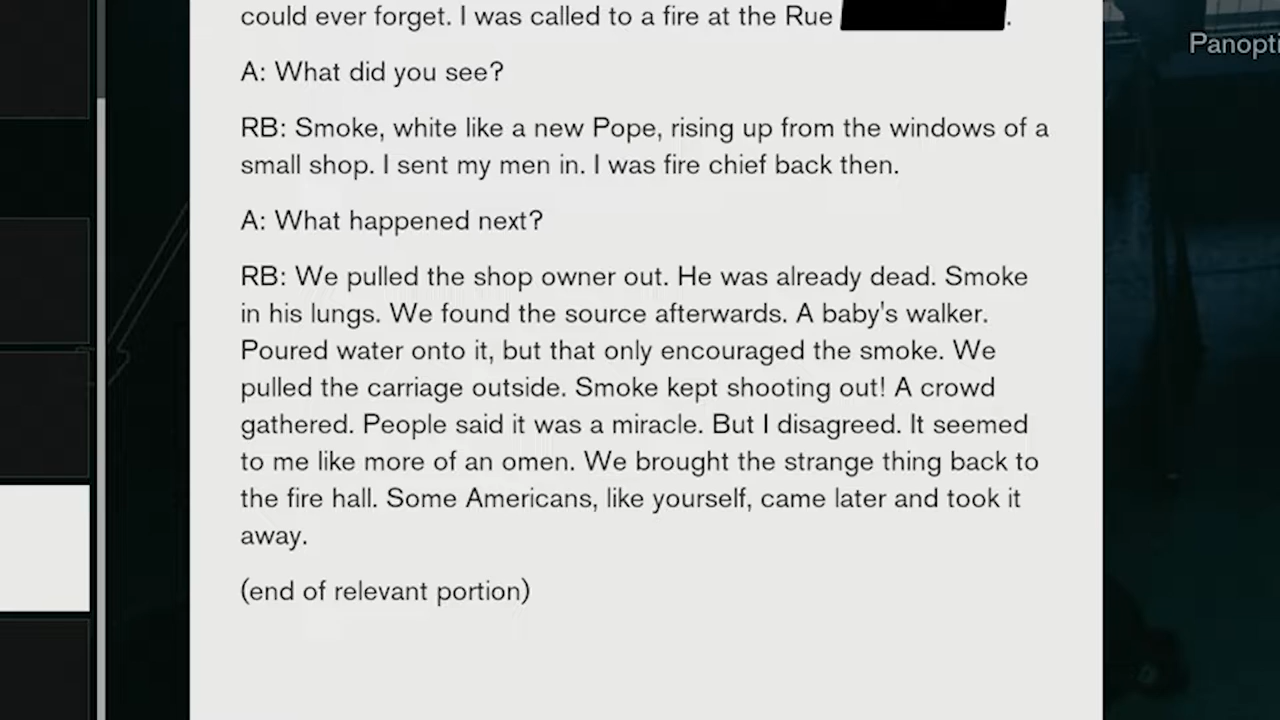 could ever forget. I was called to a fire at the Rue .
Panopti
A: What did you see?
RB: Smoke, white like a new Pope, rising up from the windows of a
small shop. I sent my men in. I was fire chief back then.
A: What happened next?
RB: We pulled the shop owner out. He was already dead. Smoke
in his lungs. We found the source afterwards. A baby's walker.
Poured water onto it, but that only encouraged the smoke. We
pulled the carriage outside. Smoke kept shooting out! A crowd
gathered. People said it was a miracle. But I disagreed. It seemed
to me like more of an omen. We brought the strange thing back to
the fire hall. Some Americans, like yourself, came later and took it
away.
(end of relevant portion)